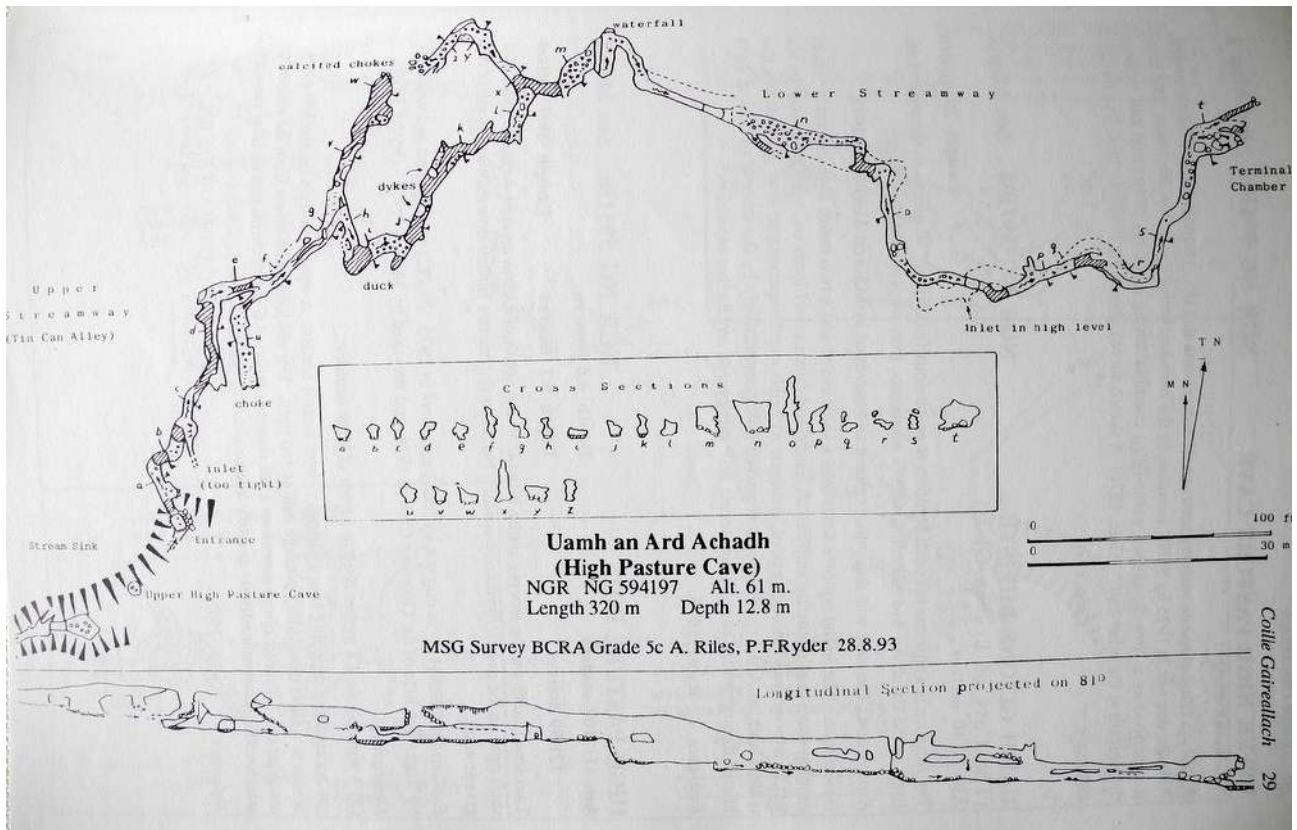 waterfall
calcited chokes
Lower Streamway
dykes
duck
Upper
Streamway
(Tin Can Alley)
choke
inlet
(too tight)
Entrance
Stream Sink
Upper High Pasture Cave
Inlet in high level
Terminal
Chamber
T N
M N
Cross Sections
a b c d e f g h i j k l m n o p q r s t
u v w x y z
0 100 ft
0 30 m
Uamh an Ard Achadh
(High Pasture Cave)
NGR NG 594197 Alt. 61 m.
Length 320 m Depth 12.8 m
MSG Survey BCRA Grade 5c A. Riles, P.F.Ryder 28.8.93
Longitudinal Section projected on 81º
Coille Gaireallach 29